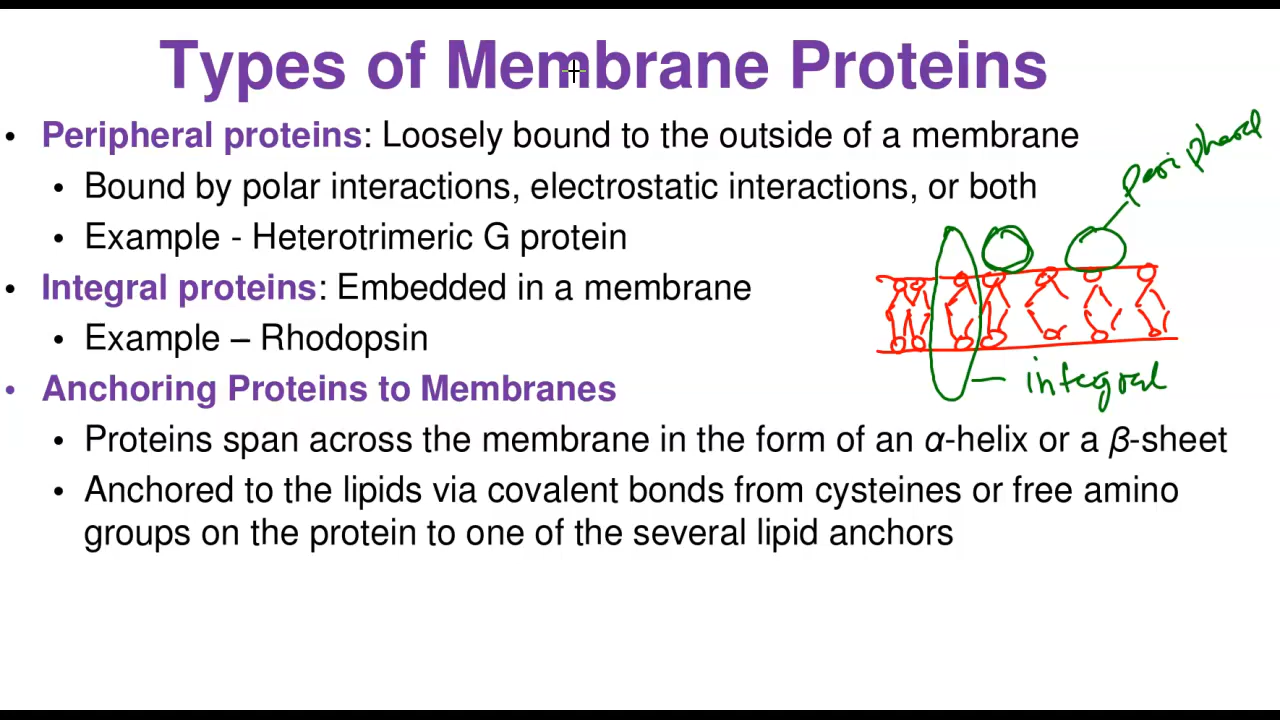 Types of Membrane Proteins
• Peripheral proteins: Loosely bound to the outside of a membrane
• Bound by polar interactions, electrostatic interactions, or both
• Example - Heterotrimeric G protein
• Integral proteins: Embedded in a membrane
• Example – Rhodopsin
• Anchoring Proteins to Membranes
• Proteins span across the membrane in the form of an α-helix or a β-sheet
• Anchored to the lipids via covalent bonds from cysteines or free amino
groups on the protein to one of the several lipid anchors
peripheral
integral